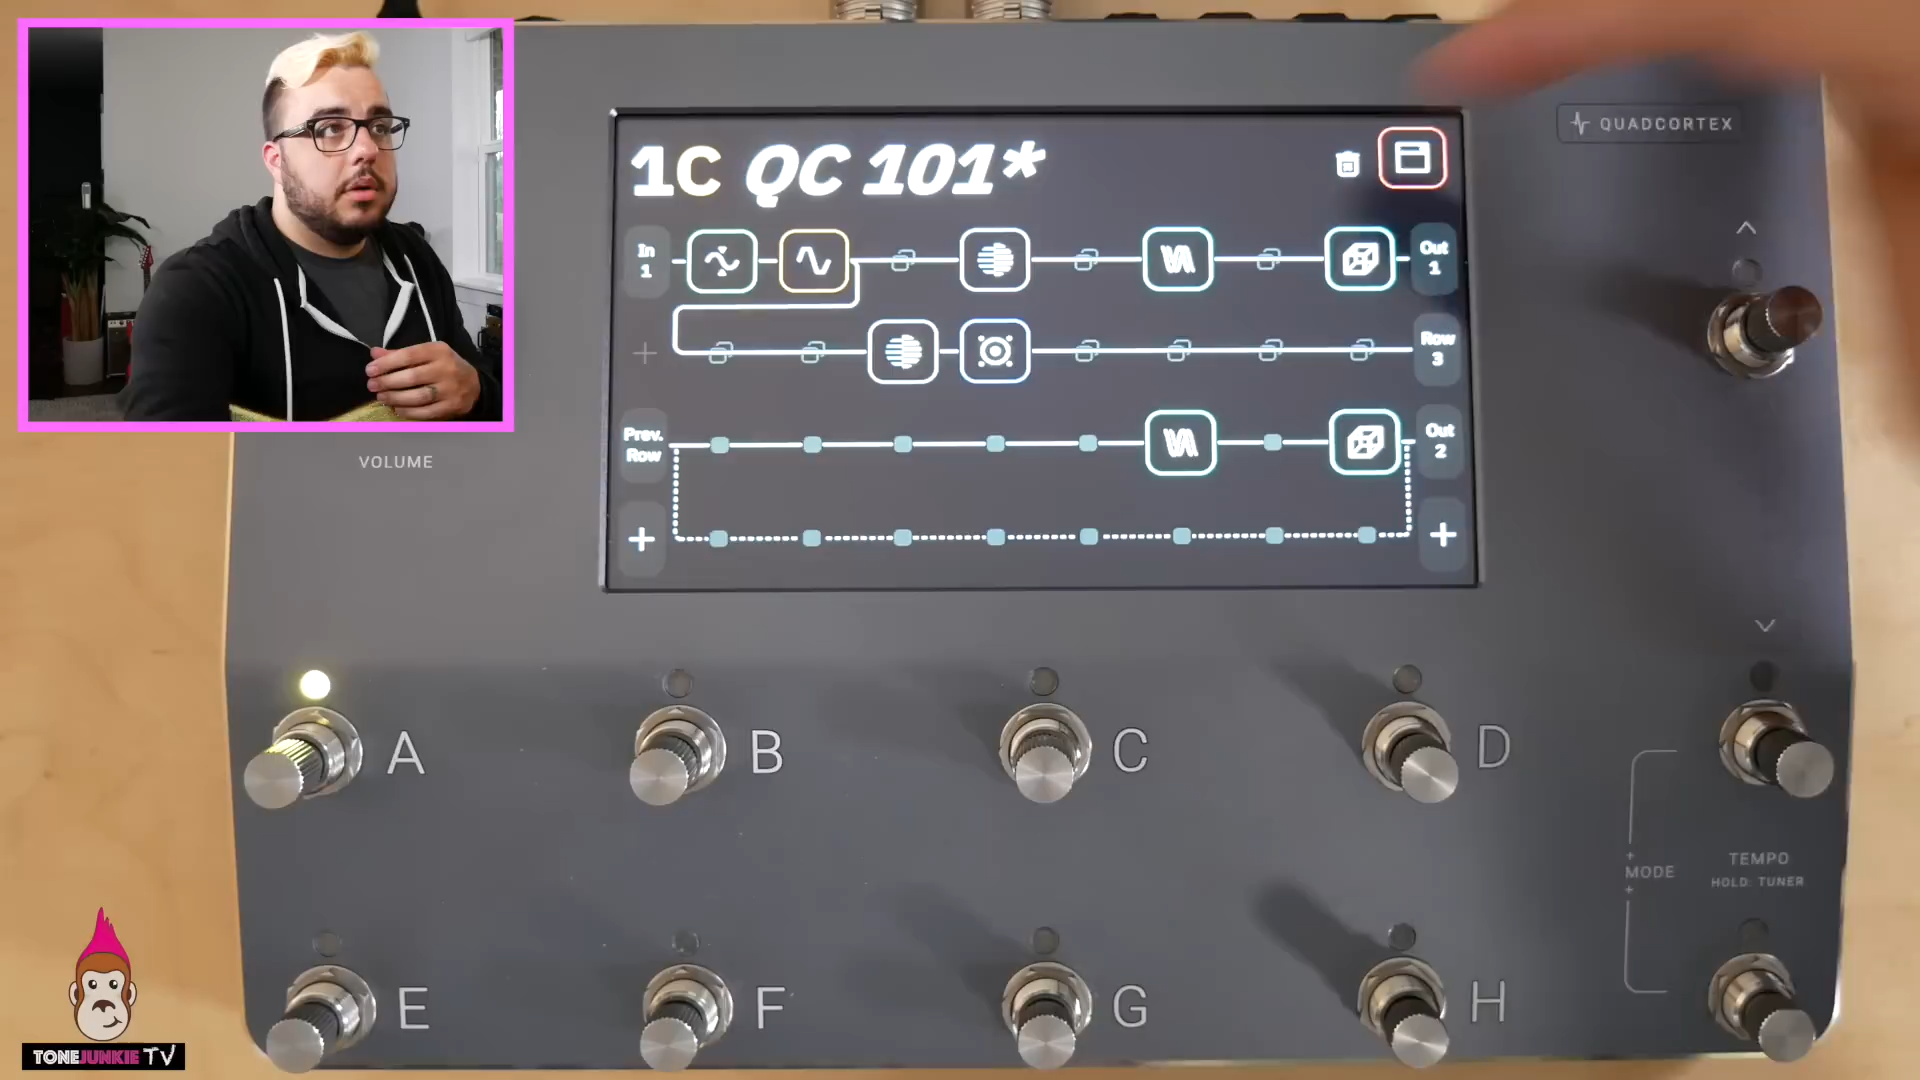 QUADCORTEX
1C QC 101*
In
1
Out
1
Row
3
Prev.
Row
Out
2
VOLUME
A
B
C
D
TEMPO
HOLD: TUNER
MODE
E
F
G
H
TONEJUNKIE TV